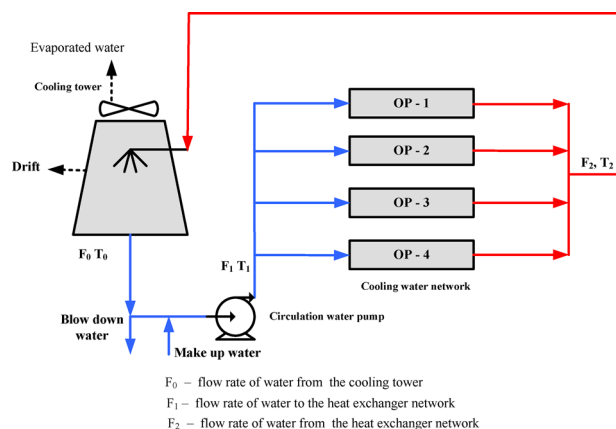 Evaporated water
Cooling tower
Drift
F₀ T₀
Blow down
water
Make up water
F₁ T₁
Circulation water pump
OP - 1
OP - 2
OP - 3
OP - 4
Cooling water network
F₂, T₂
F₀ – flow rate of water from the cooling tower
F₁ – flow rate of water to the heat exchanger network
F₂ – flow rate of water from the heat exchanger network